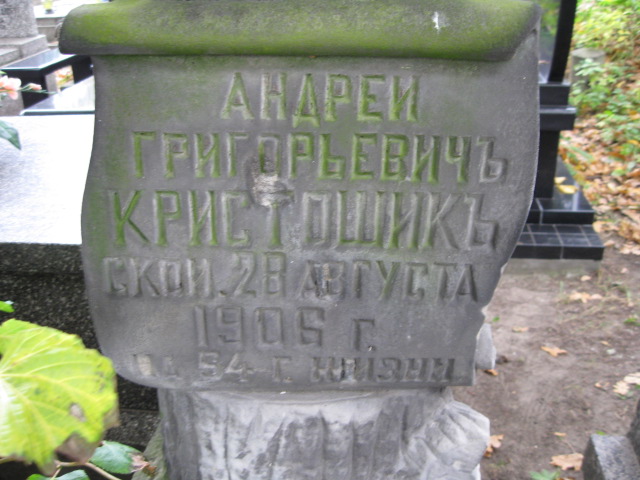 АНДРЕЙ
ГРИГОРЬЕВИЧЪ
КРИСТОШИКЪ
СКОН. 28 АВГУСТА
1906 Г.
НА 54 Г. ЖИЗНИ